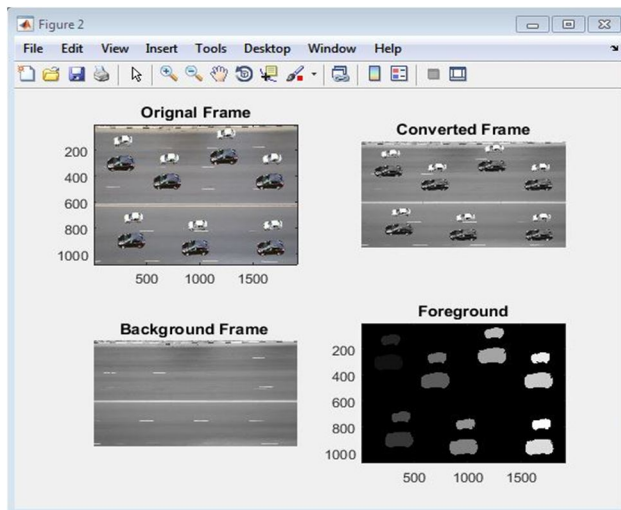 Figure 2
File Edit View Insert Tools Desktop Window Help
Orignal Frame
200
400
600
800
1000
500 1000 1500
Converted Frame
Background Frame
Foreground
200
400
600
800
1000
500 1000 1500